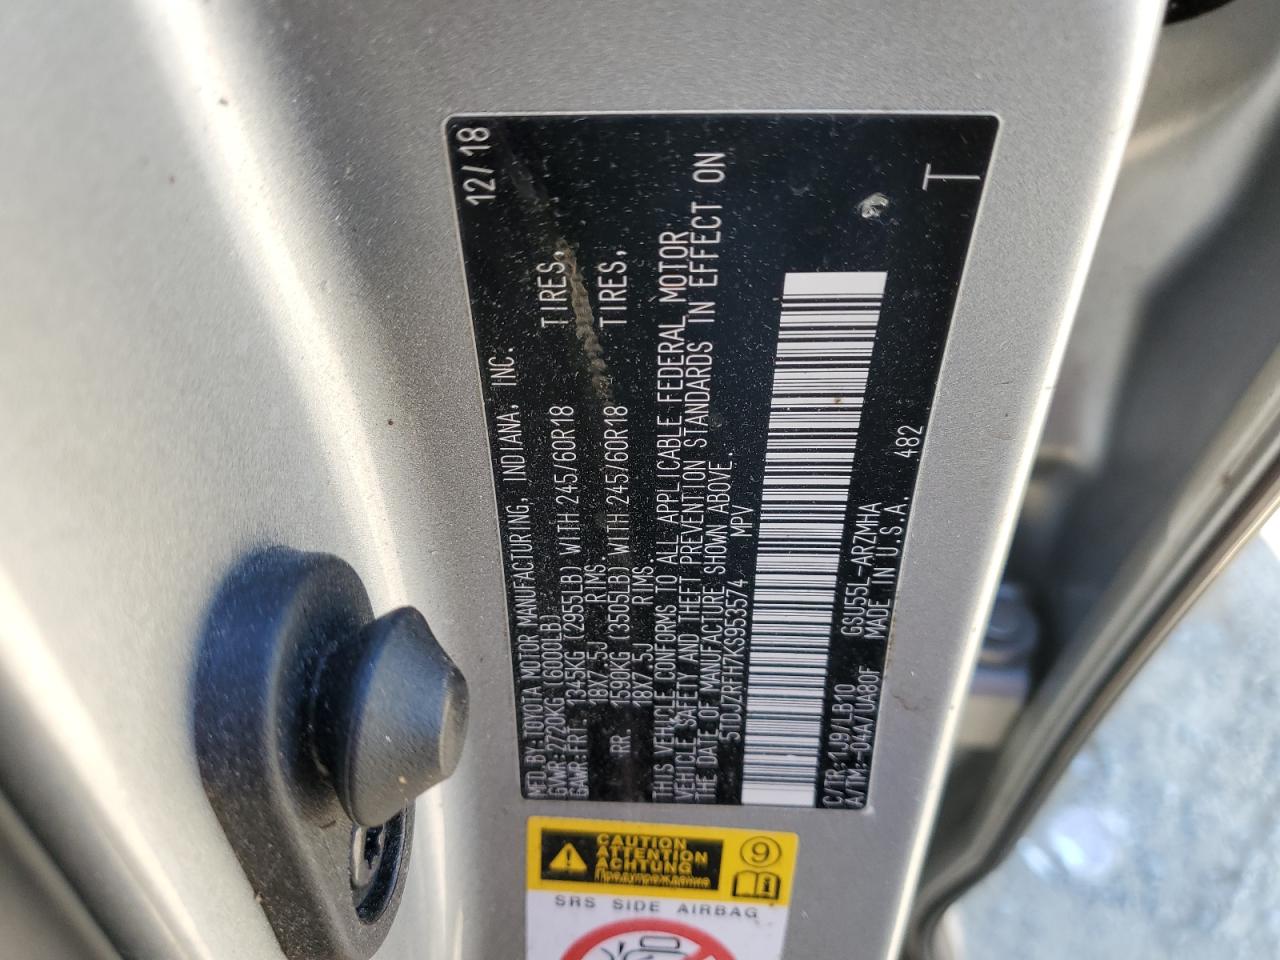 MFD.BY:TOYOTA MOTOR MANUFACTURING, INDIANA, INC. 12/18
GVWR:2720KG (6000LB)
GAWR:FRT. 1345KG (2955LB) WITH 245/60R18 TIRES,
18X7.5J RIMS
RR. 1590KG (3505LB) WITH 245/60R18 TIRES,
18X7.5J RIMS
THIS VEHICLE CONFORMS TO ALL APPLICABLE FEDERAL MOTOR
VEHICLE SAFETY AND THEFT PREVENTION STANDARDS IN EFFECT ON
THE DATE OF MANUFACTURE SHOWN ABOVE.
5TDJZRFH7KS953574 MPV
C/TR:1J9/LB10 GSU55L-ARZMHA
A/TM:-04A/UA80F MADE IN U.S.A.
482
T
CAUTION
ATTENTION
ACHTUNG
Предупреждение
9
i
SRS SIDE AIRBAG